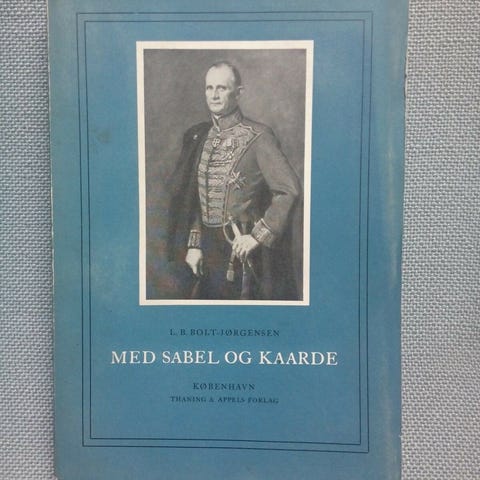 L. B. BOLT-JØRGENSEN
MED SABEL OG KAARDE
KØBENHAVN
THANING & APPELS FORLAG